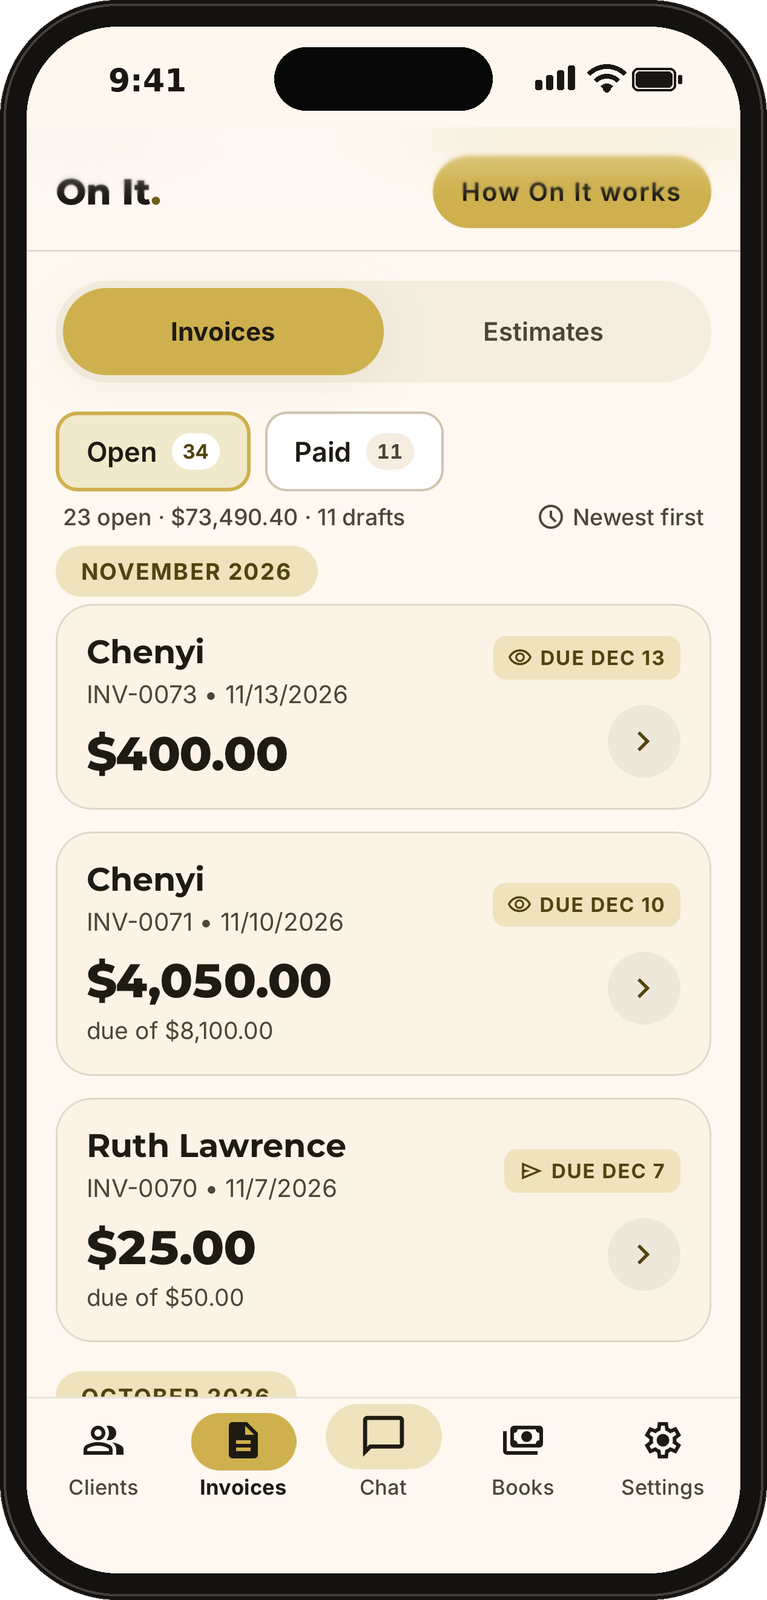 9:41
On It.
How On It works
Invoices
Estimates
Open 34
Paid 11
23 open · $73,490.40 · 11 drafts
Newest first
NOVEMBER 2026
Chenyi
DUE DEC 13
INV-0073 • 11/13/2026
$400.00
Chenyi
DUE DEC 10
INV-0071 • 11/10/2026
$4,050.00
due of $8,100.00
Ruth Lawrence
DUE DEC 7
INV-0070 • 11/7/2026
$25.00
due of $50.00
OCTOBER 2026
Clients
Invoices
Chat
Books
Settings